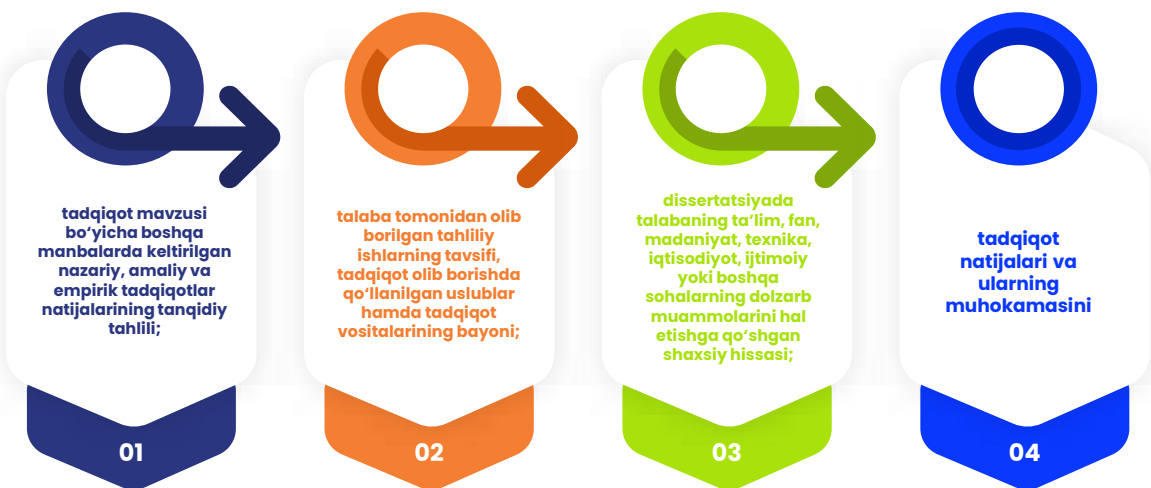 tadqiqot mavzusi
bo‘yicha boshqa
manbalarda keltirilgan
nazariy, amaliy va
empirik tadqiqotlar
natijalarining tanqidiy
tahlili;
01
talaba tomonidan olib
borilgan tahliliy
ishlarning tavsifi,
tadqiqot olib borishda
qo‘llanilgan uslublar
hamda tadqiqot
vositalarining bayoni;
02
dissertatsiyada
talabaning ta’lim, fan,
madaniyat, texnika,
iqtisodiyot, ijtimoiy
yoki boshqa
sohalarning dolzarb
muammolarini hal
etishga qo‘shgan
shaxsiy hissasi;
03
tadqiqot
natijalari va
ularning
muhokamasini
04